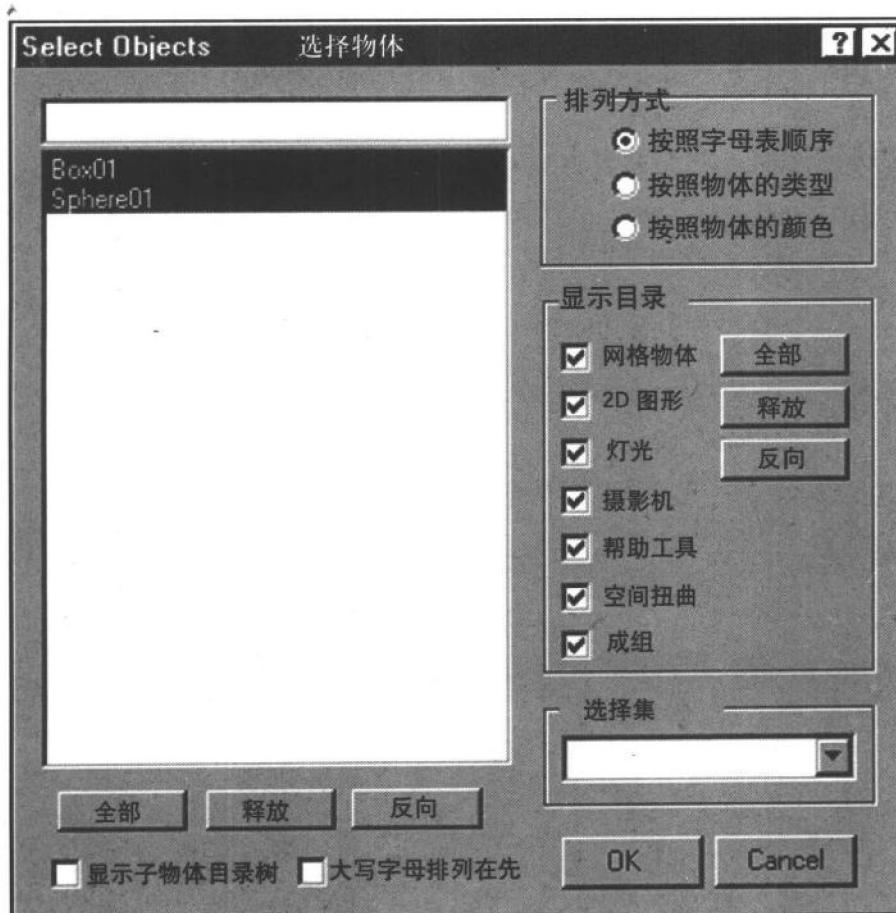 Select Objects 选择物体
Box01
Sphere01
排列方式
按照字母表顺序
按照物体的类型
按照物体的颜色
显示目录
网格物体 全部
2D 图形 释放
灯光 反向
摄影机
帮助工具
空间扭曲
成组
选择集
全部 释放 反向
显示子物体目录树 大写字母排列在先
OK Cancel